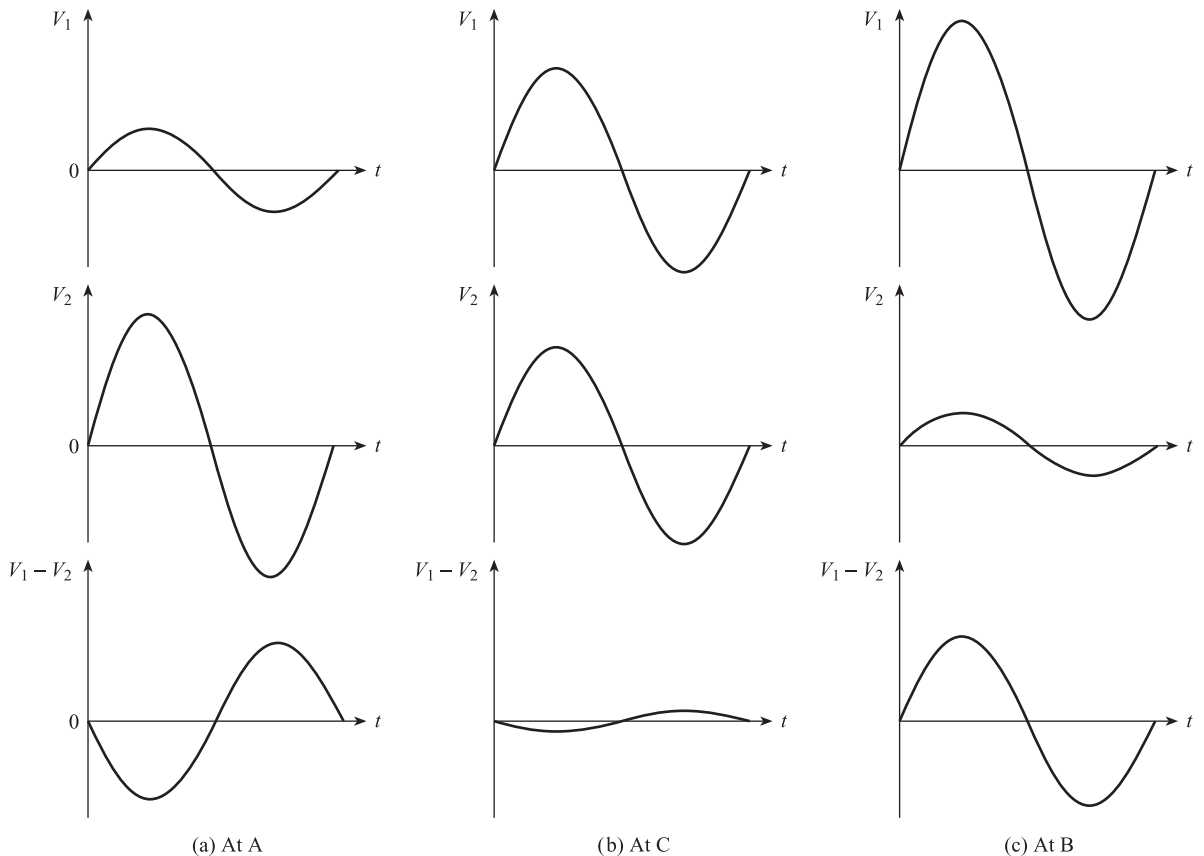 V1 V1 V1
0 t t t
V2 V2 V2
0 t t t
V1 − V2 V1 − V2 V1 − V2
0 t t t
(a) At A (b) At C (c) At B